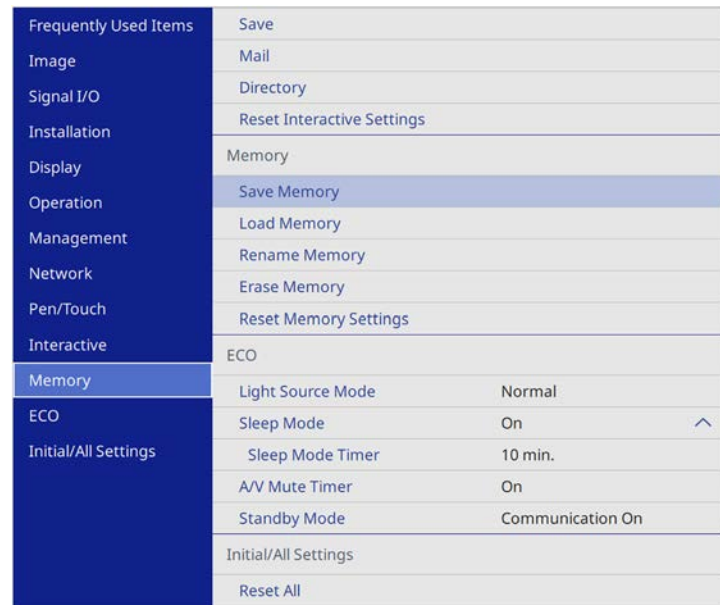 Frequently Used Items
Image
Signal I/O
Installation
Display
Operation
Management
Network
Pen/Touch
Interactive
Memory
ECO
Initial/All Settings
Save
Mail
Directory
Reset Interactive Settings
Memory
Save Memory
Load Memory
Rename Memory
Erase Memory
Reset Memory Settings
ECO
Light Source Mode Normal
Sleep Mode On
Sleep Mode Timer 10 min.
A/V Mute Timer On
Standby Mode Communication On
Initial/All Settings
Reset All